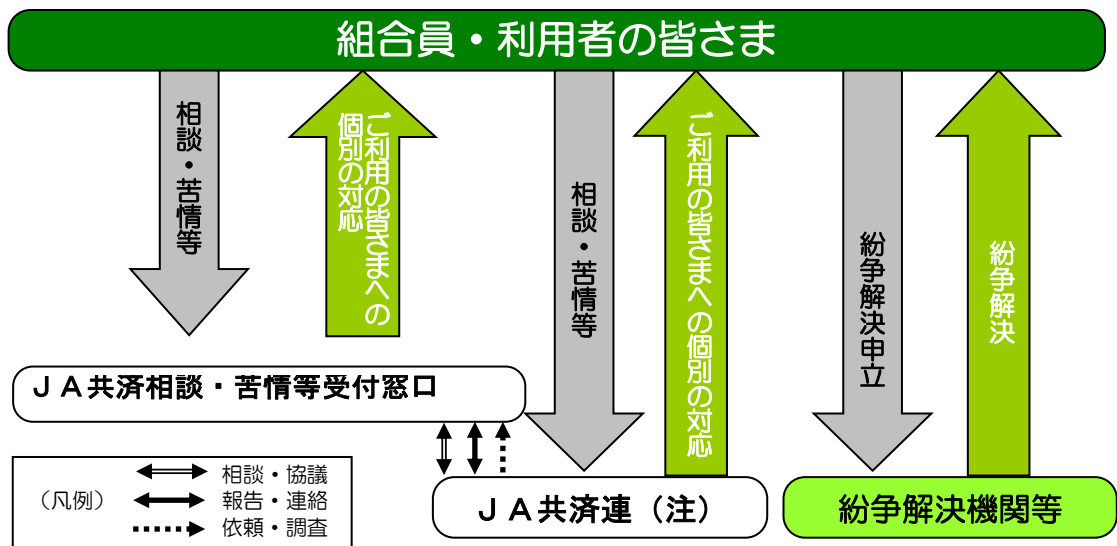 組合員・利用者の皆さま
相談・苦情等
ご利用の皆さまへの
個別の対応
相談・苦情等
ご利用の皆さまへの個別の対応
紛争解決申立
紛争解決
ＪＡ共済相談・苦情等受付窓口
ＪＡ共済連（注）
紛争解決機関等
（凡例）
相談・協議
報告・連絡
依頼・調査